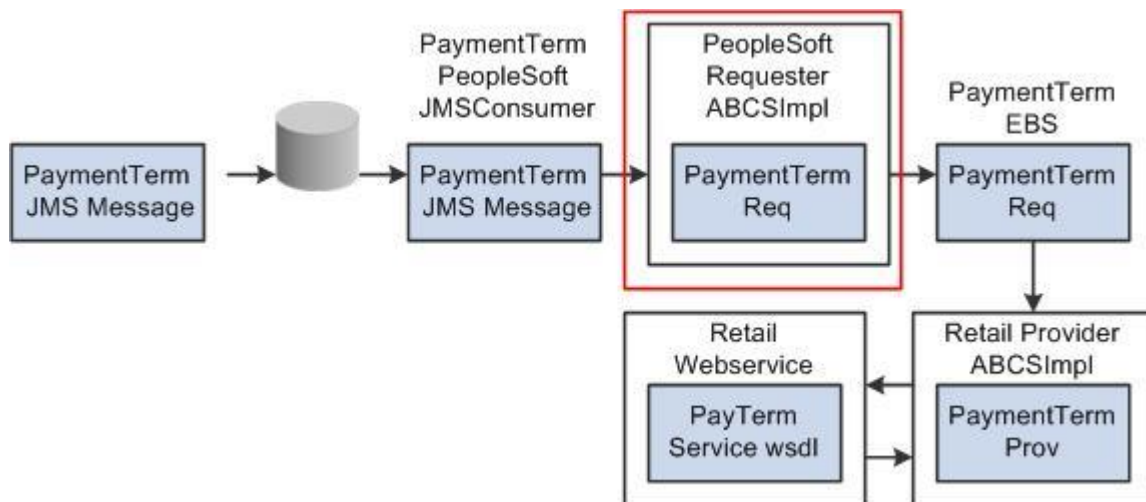 PaymentTerm
JMS Message
PaymentTerm
PeopleSoft
JMSConsumer
PaymentTerm
JMS Message
PeopleSoft
Requester
ABCSImpl
PaymentTerm
Req
PaymentTerm
EBS
PaymentTerm
Req
Retail
Webservice
PayTerm
Service wsdl
Retail Provider
ABCSImpl
PaymentTerm
Prov